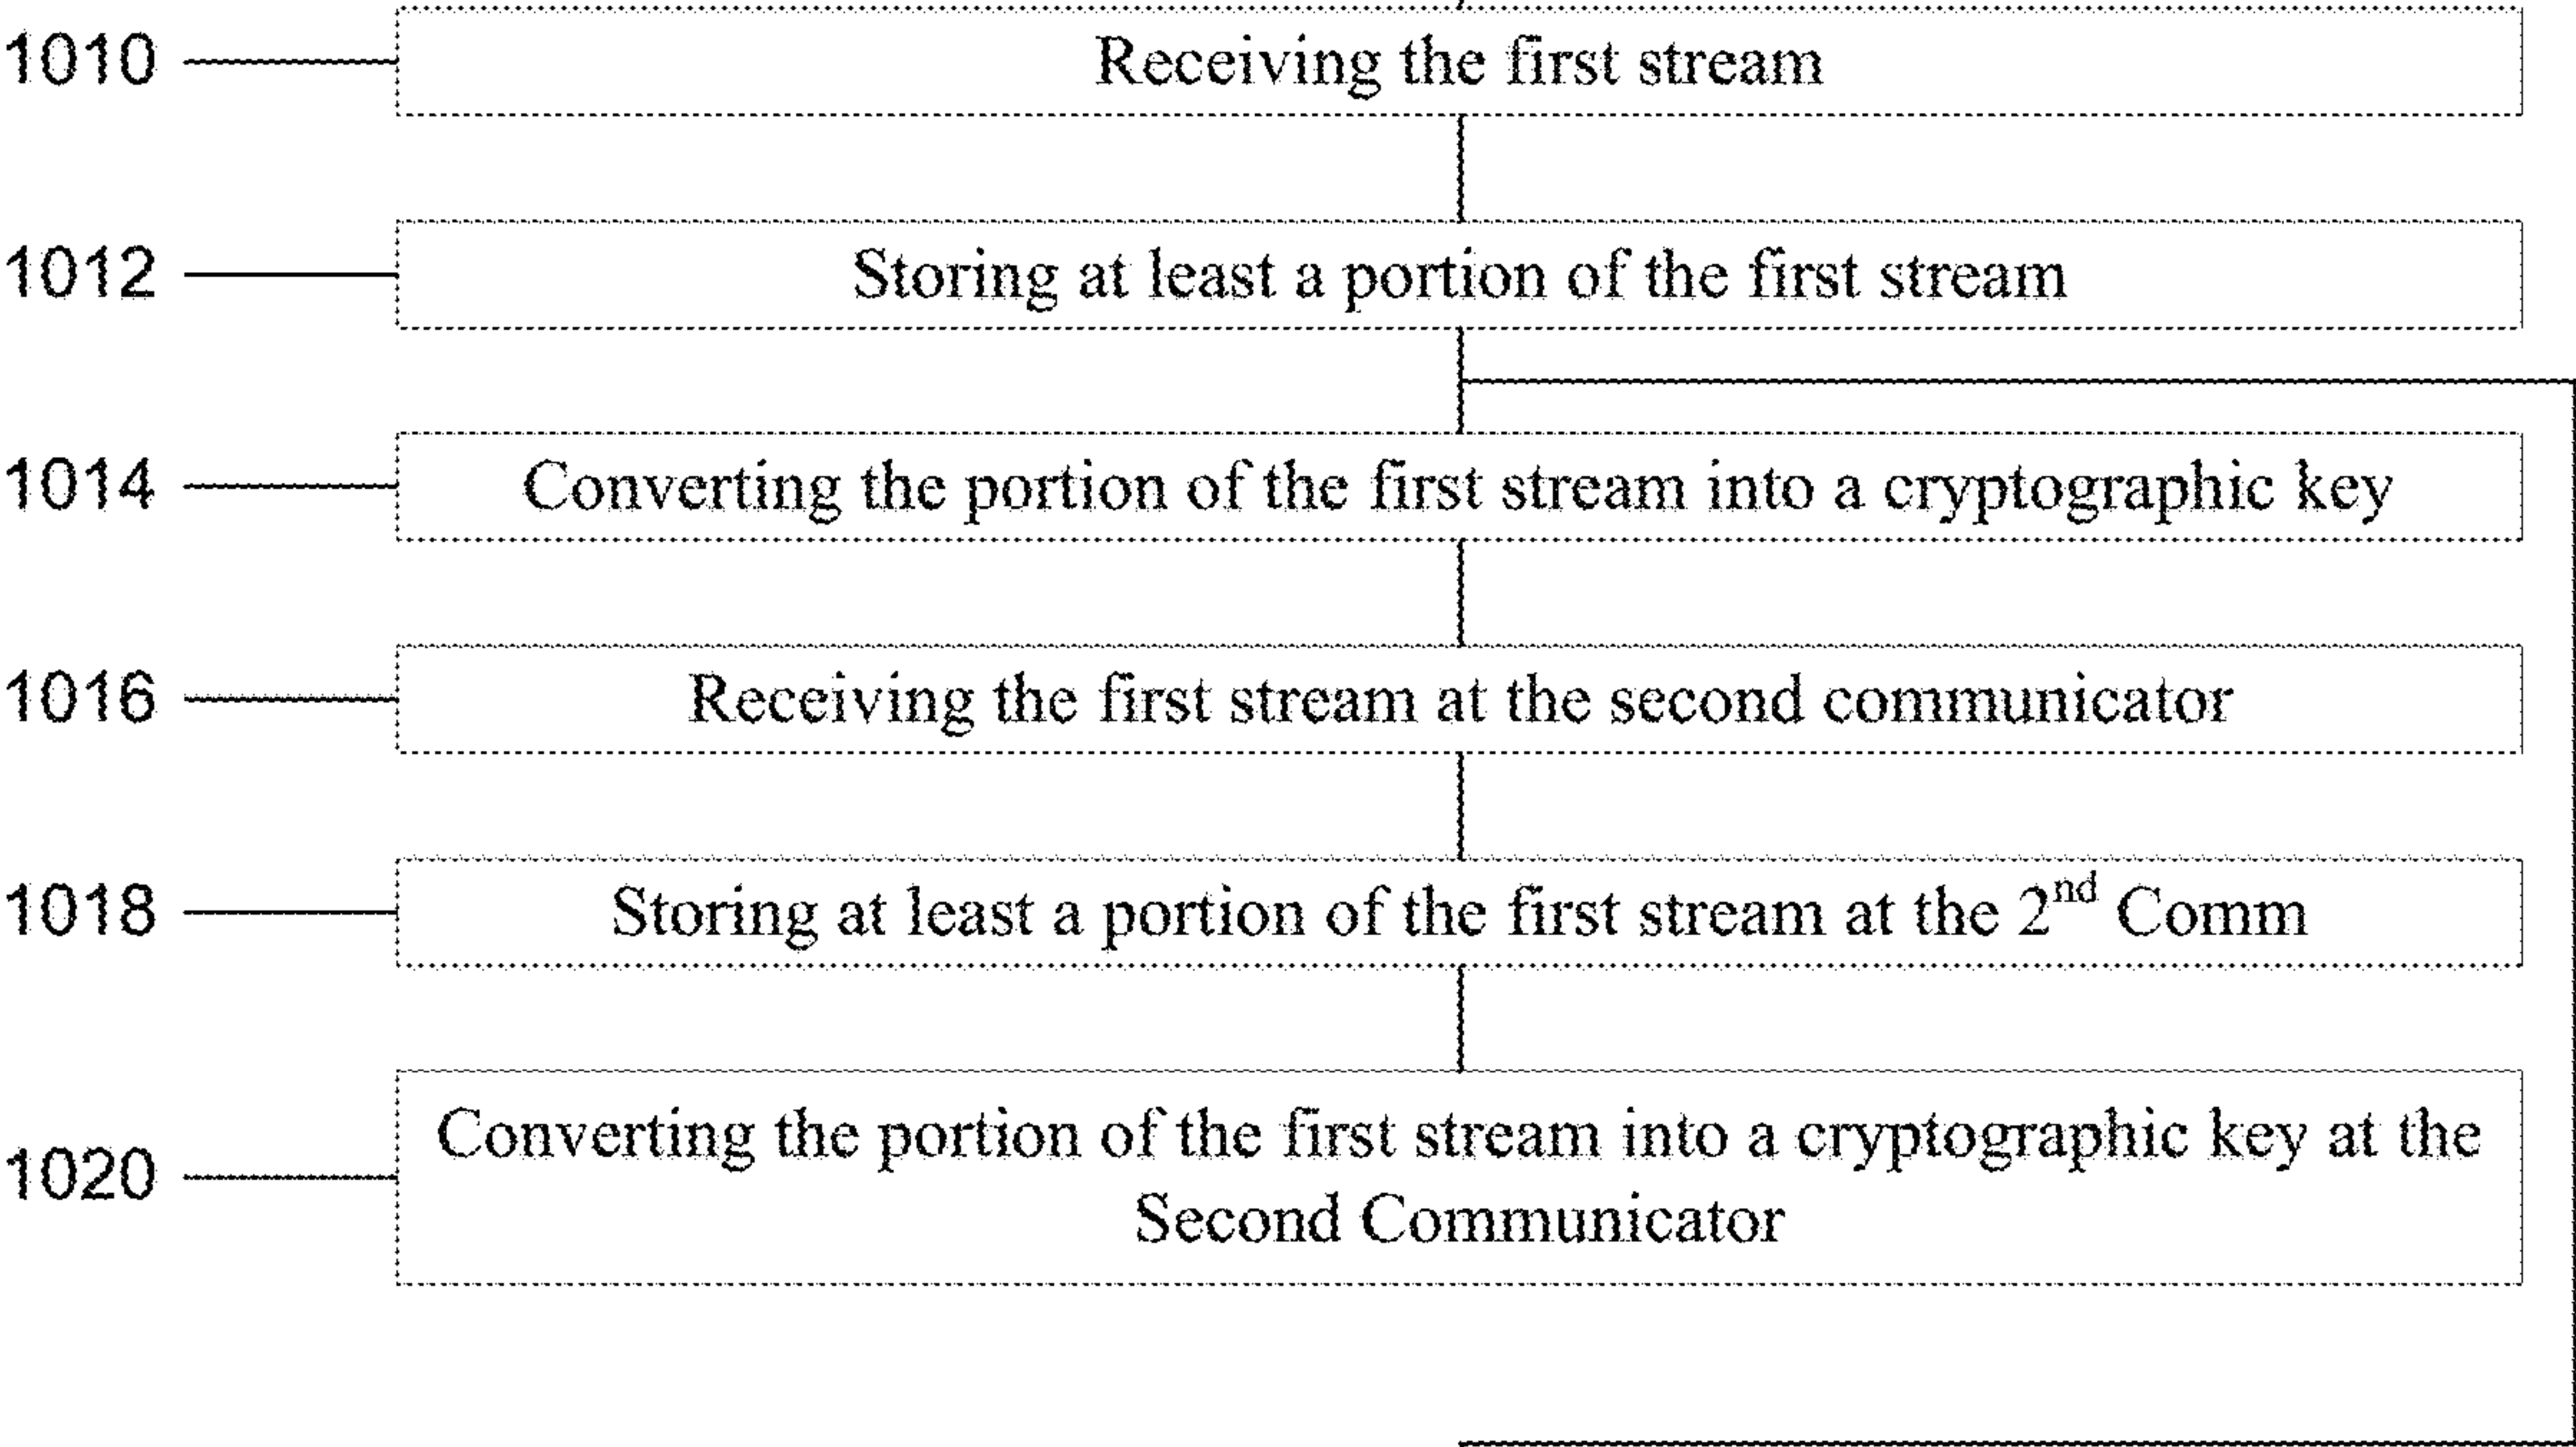 1010 Receiving the first stream
1012 Storing at least a portion of the first stream
1014 Converting the portion of the first stream into a cryptographic key
1016 Receiving the first stream at the second communicator
1018 Storing at least a portion of the first stream at the 2nd Comm
1020 Converting the portion of the first stream into a cryptographic key at the
Second Communicator